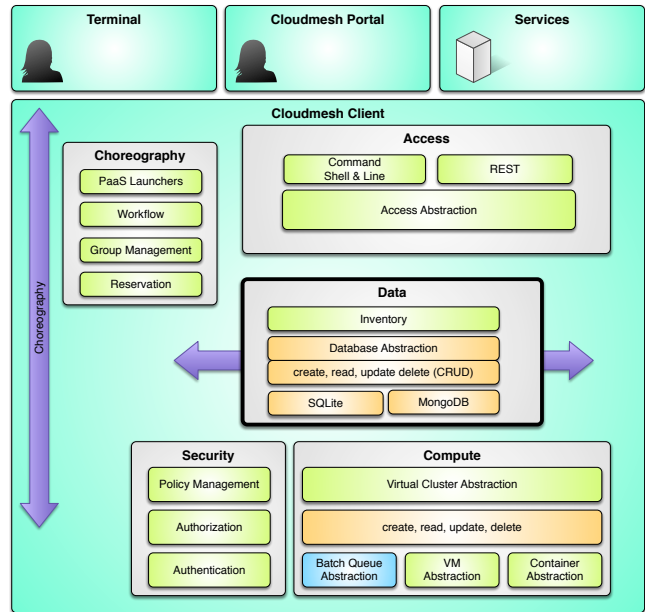 Terminal
Cloudmesh Portal
Services
Cloudmesh Client
Choreography
Choreography
PaaS Launchers
Workflow
Group Management
Reservation
Access
Command
Shell & Line
REST
Access Abstraction
Data
Inventory
Database Abstraction
create, read, update delete (CRUD)
SQLite
MongoDB
Security
Policy Management
Authorization
Authentication
Compute
Virtual Cluster Abstraction
create, read, update, delete
Batch Queue
Abstraction
VM
Abstraction
Container
Abstraction